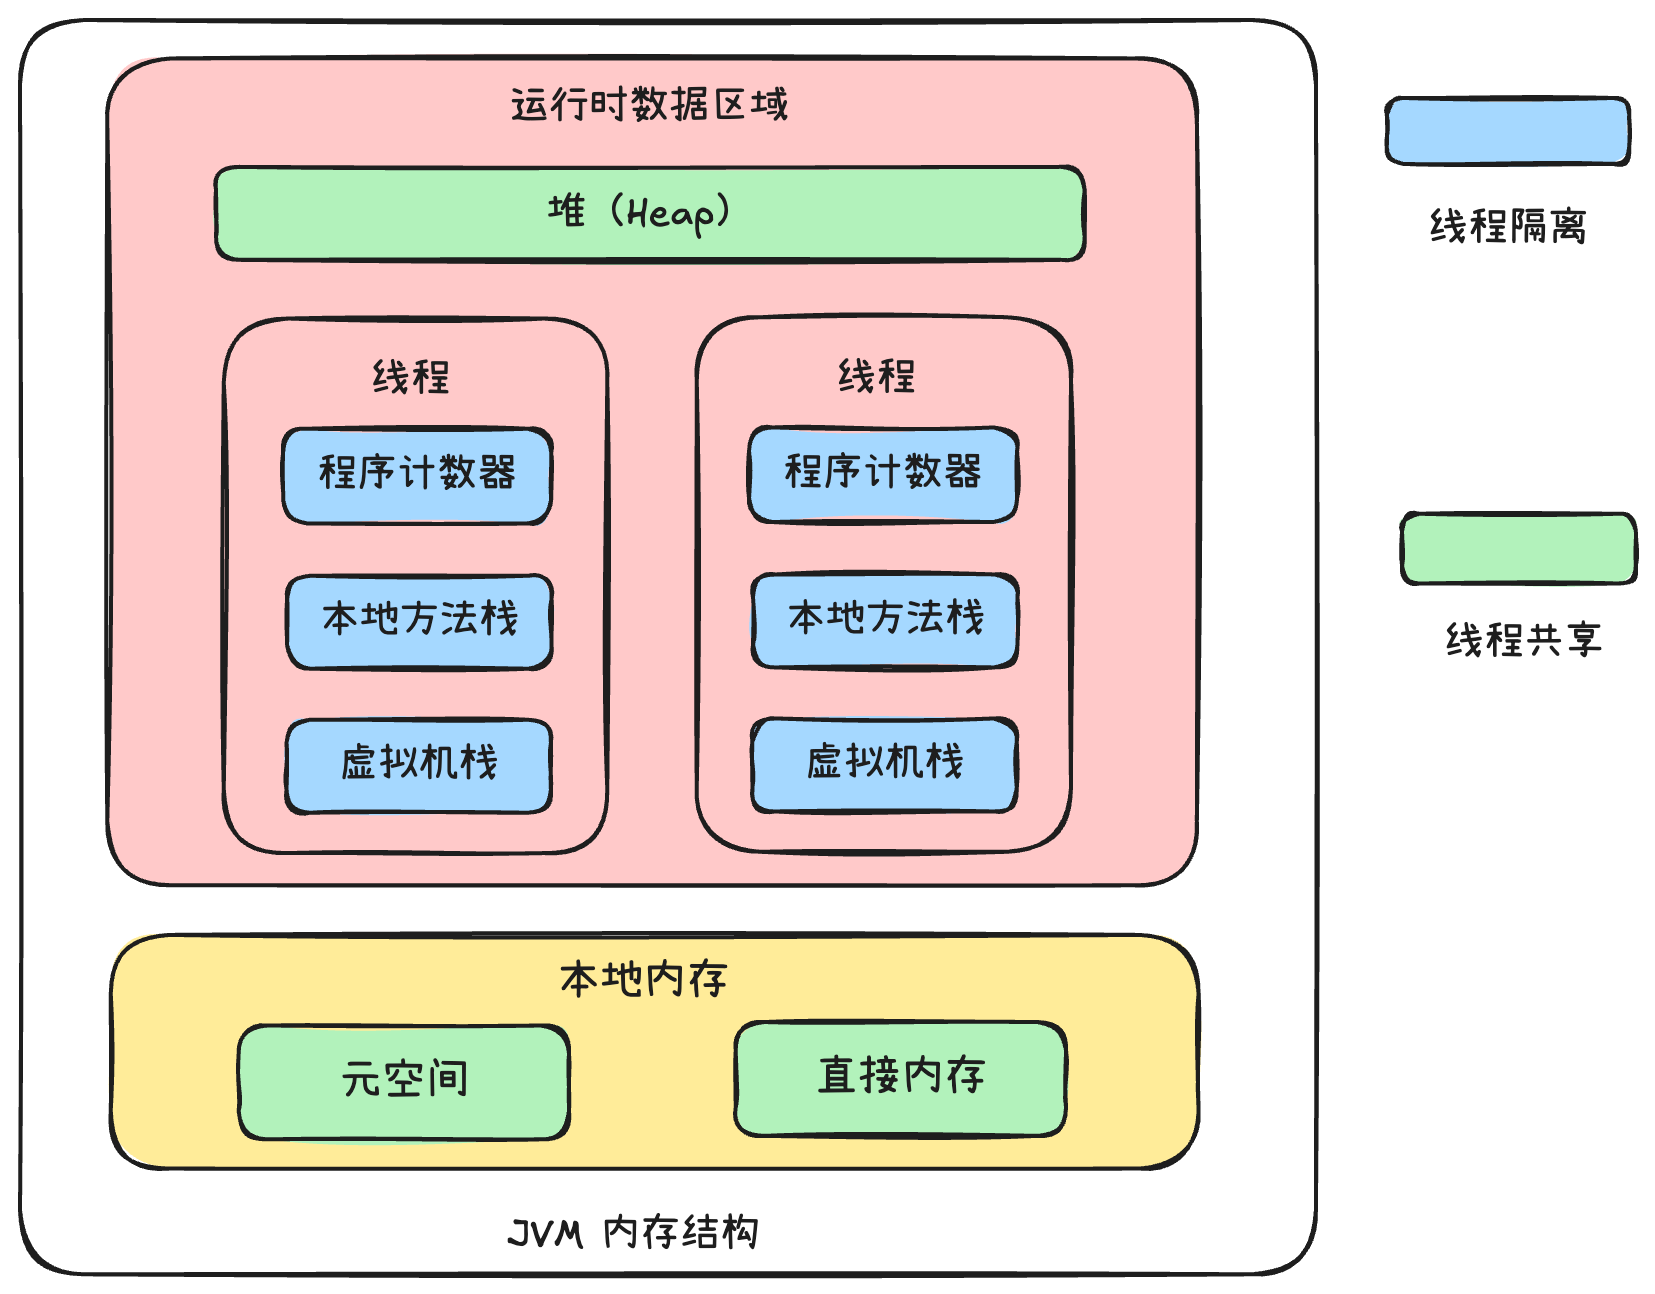 运行时数据区域
堆（Heap）
线程隔离
线程
程序计数器
本地方法栈
虚拟机栈
线程
程序计数器
本地方法栈
虚拟机栈
线程共享
本地内存
元空间
直接内存
JVM 内存结构